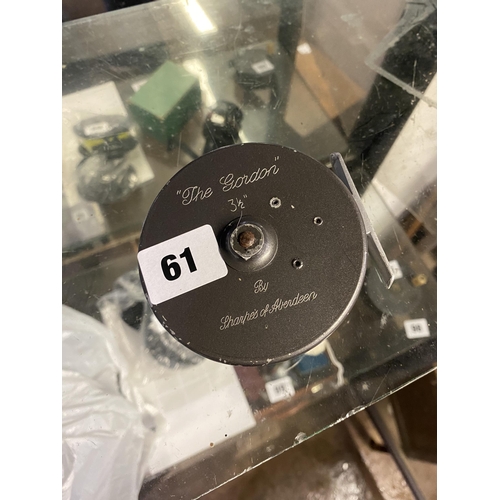 "The Gordon"
3½"
61
By
Sharpe's of Aberdeen